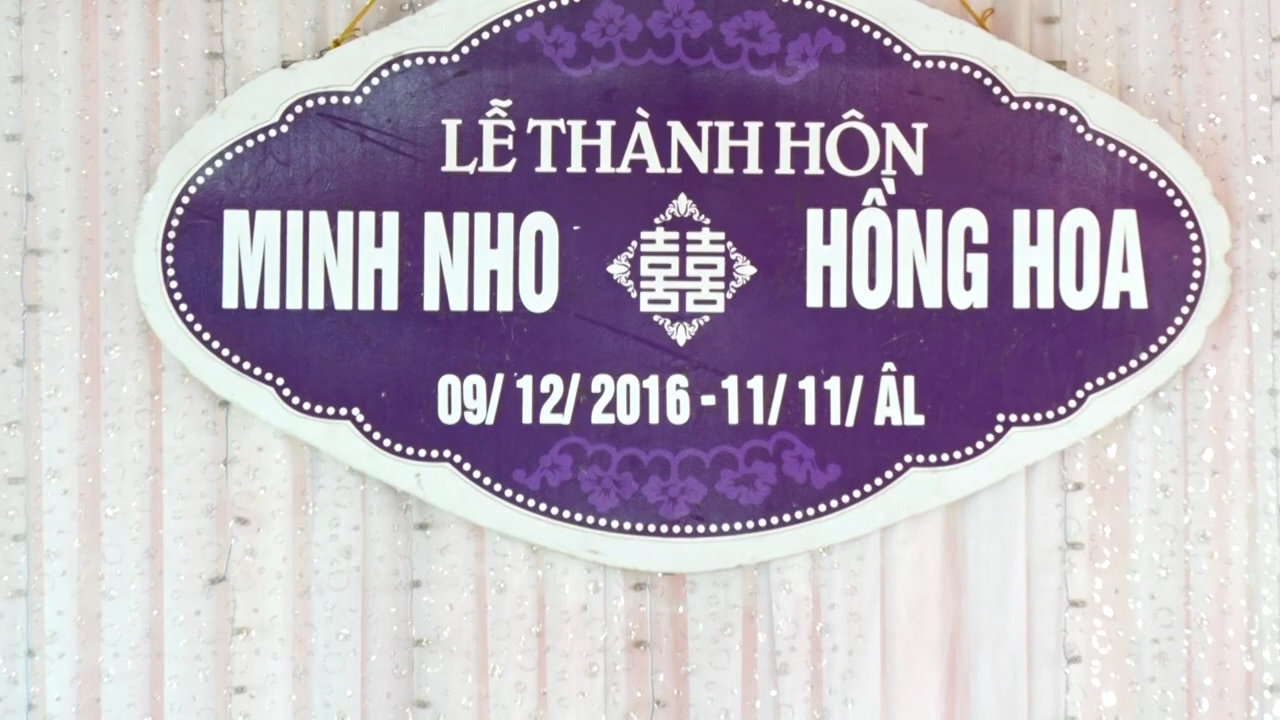 LỄ THÀNH HÔN
MINH NHO 囍 HỒNG HOA
09/ 12/ 2016 - 11/ 11/ ÂL